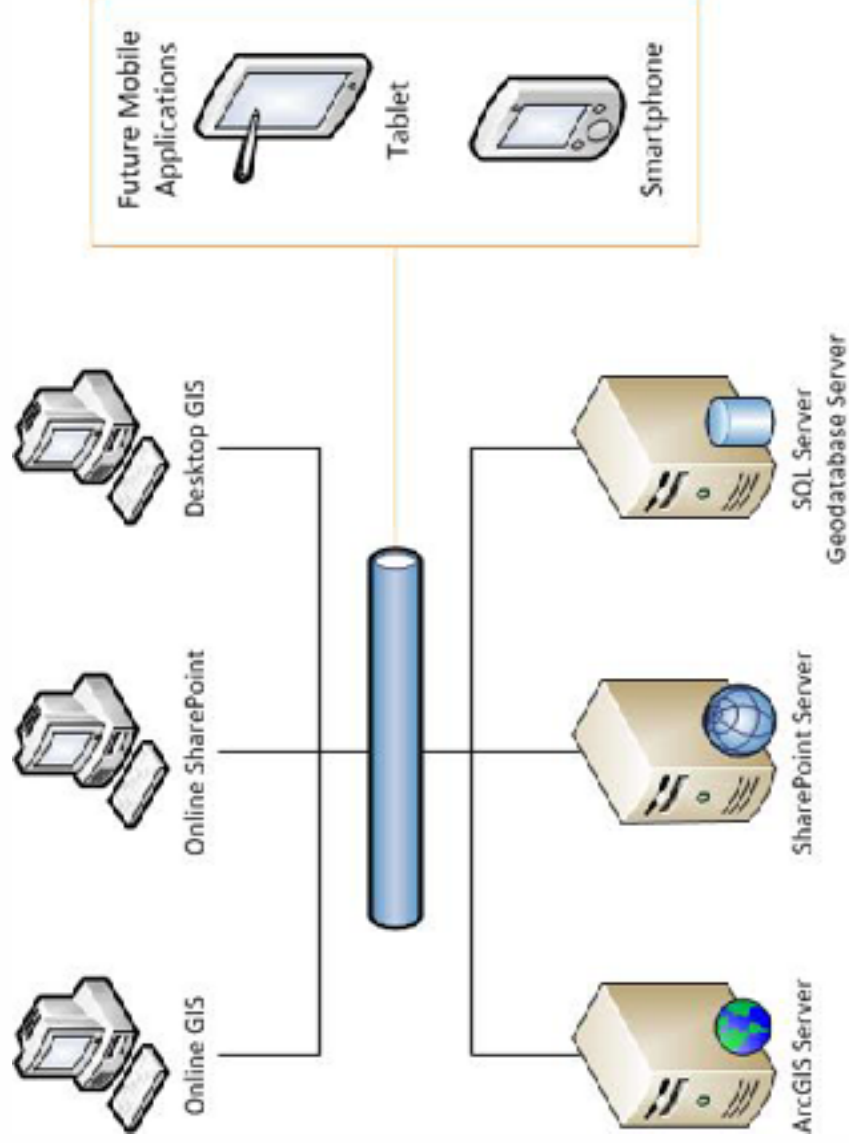 Online GIS
Online SharePoint
Desktop GIS
Future Mobile
Applications
Tablet
Smartphone
ArcGIS Server
SharePoint Server
SQL Server
Geodatabase Server